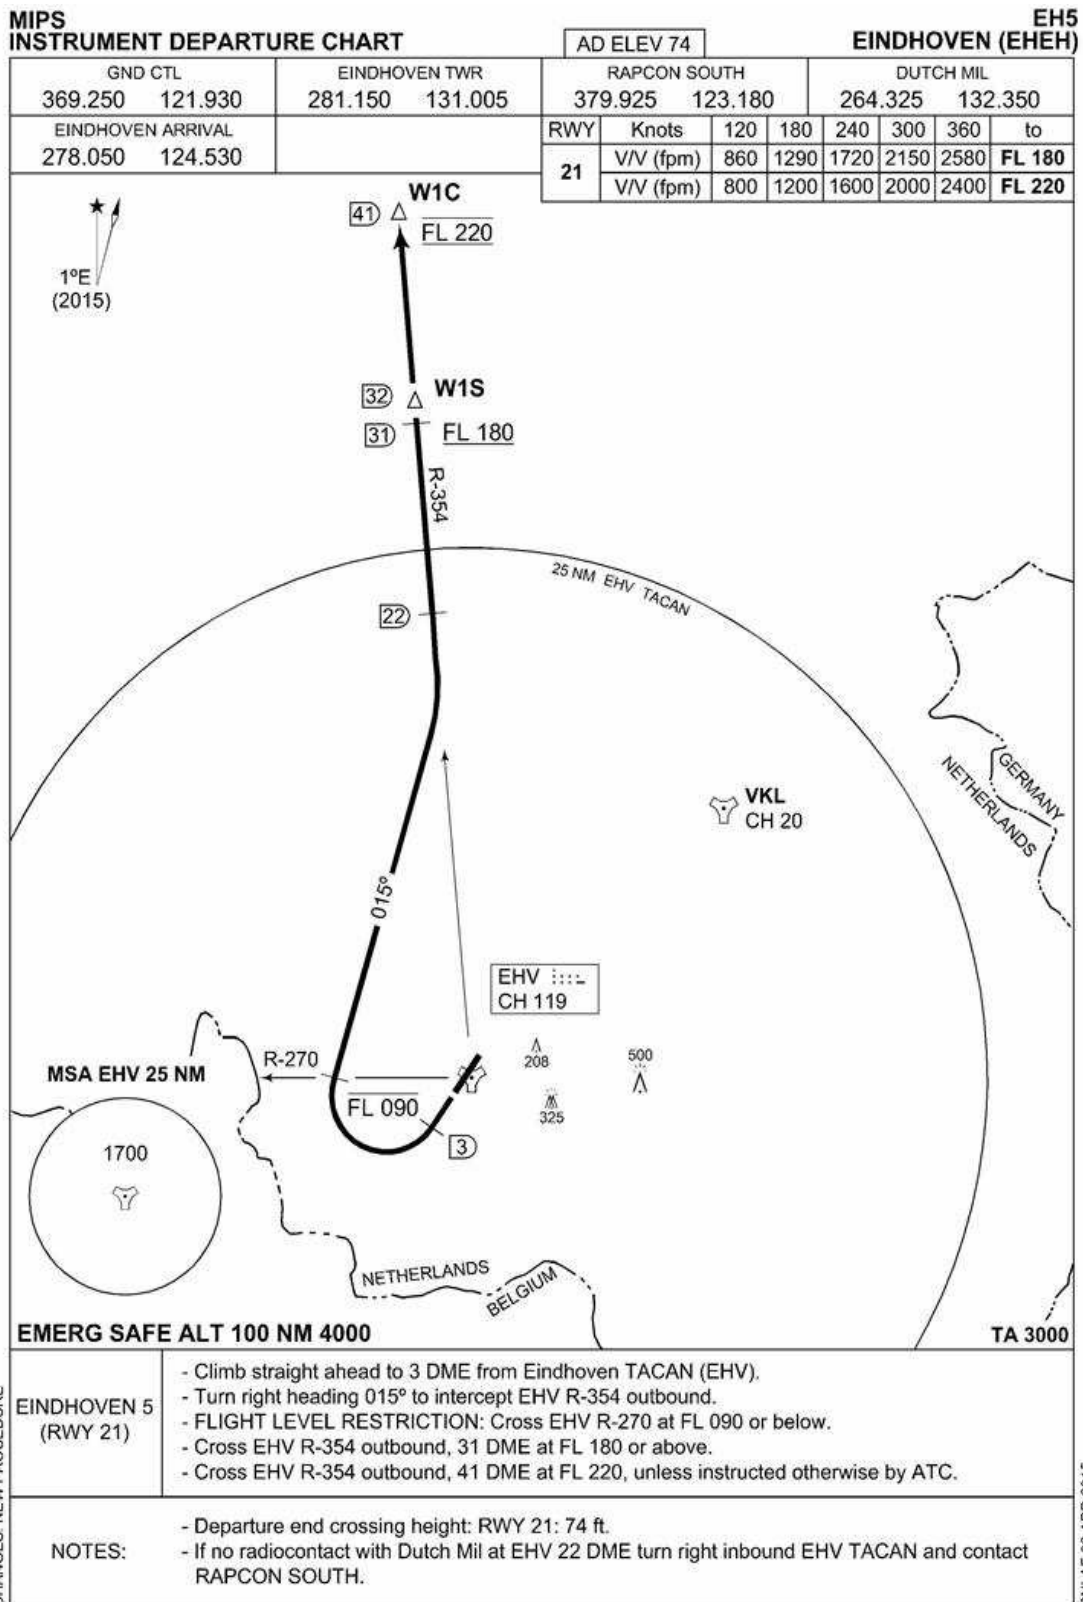 MIPS
INSTRUMENT DEPARTURE CHART
AD ELEV 74
EH5
EINDHOVEN (EHEH)
GND CTL
369.250 121.930
EINDHOVEN TWR
281.150 131.005
RAPCON SOUTH
379.925 123.180
DUTCH MIL
264.325 132.350
EINDHOVEN ARRIVAL
278.050 124.530
RWY Knots 120 180 240 300 360 to
21 V/V (fpm) 860 1290 1720 2150 2580 FL 180
V/V (fpm) 800 1200 1600 2000 2400 FL 220
W1C
41
FL 220
1ºE
(2015)
32 W1S
31 FL 180
R-354
25 NM EHV TACAN
22
GERMANY
NETHERLANDS
VKL
CH 20
015º
EHV
CH 119
208
500
325
R-270
MSA EHV 25 NM
FL 090
3
1700
NETHERLANDS
BELGIUM
EMERG SAFE ALT 100 NM 4000
TA 3000
EINDHOVEN 5
(RWY 21)
- Climb straight ahead to 3 DME from Eindhoven TACAN (EHV).
- Turn right heading 015º to intercept EHV R-354 outbound.
- FLIGHT LEVEL RESTRICTION: Cross EHV R-270 at FL 090 or below.
- Cross EHV R-354 outbound, 31 DME at FL 180 or above.
- Cross EHV R-354 outbound, 41 DME at FL 220, unless instructed otherwise by ATC.
NOTES:
- Departure end crossing height: RWY 21: 74 ft.
- If no radiocontact with Dutch Mil at EHV 22 DME turn right inbound EHV TACAN and contact
RAPCON SOUTH.